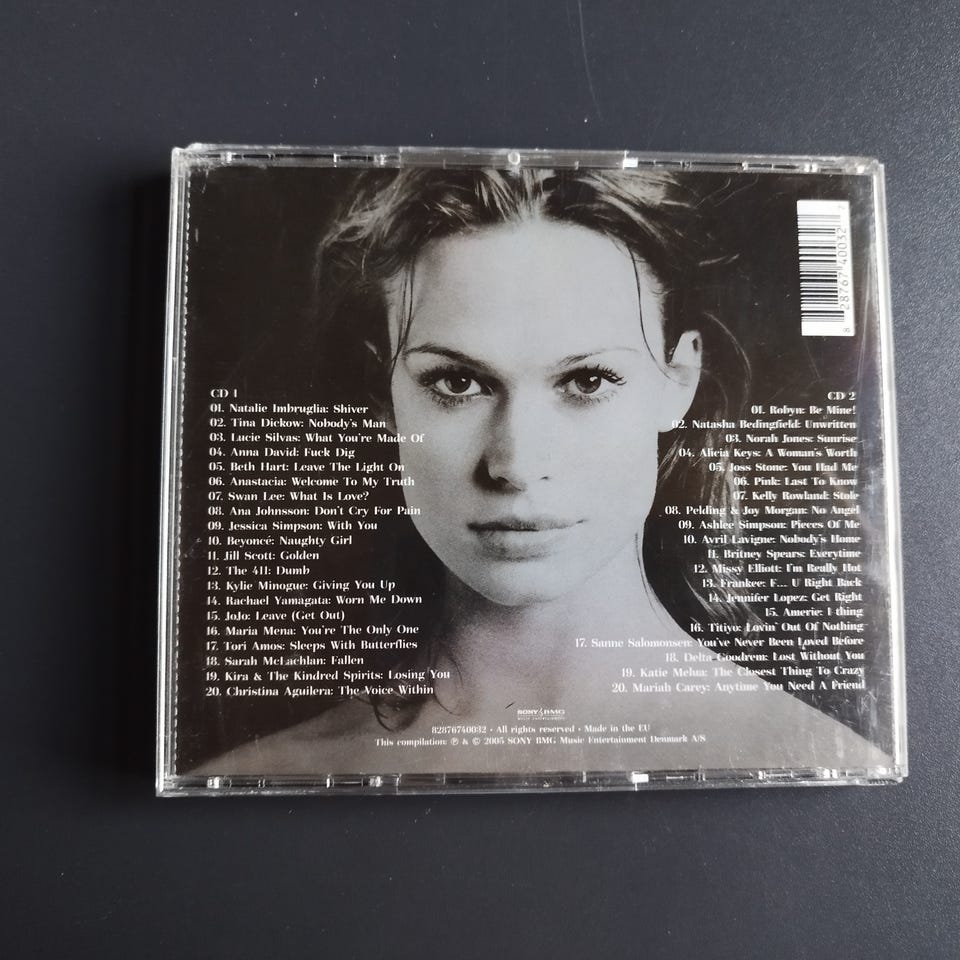 CD 1
01. Natalie Imbruglia: Shiver
02. Tina Dickow: Nobody's Man
03. Lucie Silvas: What You're Made Of
04. Anna David: Fuck Dig
05. Beth Hart: Leave The Light On
06. Anastacia: Welcome To My Truth
07. Swan Lee: What Is Love?
08. Ana Johnsson: Don't Cry For Pain
09. Jessica Simpson: With You
10. Beyoncé: Naughty Girl
11. Jill Scott: Golden
12. The 411: Dumb
13. Kylie Minogue: Giving You Up
14. Rachael Yamagata: Worn Me Down
15. JoJo: Leave (Get Out)
16. Maria Mena: You're The Only One
17. Tori Amos: Sleeps With Butterflies
18. Sarah McLachlan: Fallen
19. Kira & The Kindred Spirits: Losing You
20. Christina Aguilera: The Voice Within
CD 2
01. Robyn: Be Mine!
02. Natasha Bedingfield: Unwritten
03. Norah Jones: Sunrise
04. Alicia Keys: A Woman's Worth
05. Joss Stone: You Had Me
06. Pink: Last To Know
07. Kelly Rowland: Stole
08. Pelding & Joy Morgan: No Angel
09. Ashlee Simpson: Pieces Of Me
10. Avril Lavigne: Nobody's Home
11. Britney Spears: Everytime
12. Missy Elliott: I'm Really Hot
13. Frankee: F... U Right Back
14. Jennifer Lopez: Get Right
15. Amerie: 1 thing
16. Titiyo: Lovin' Out Of Nothing
17. Sanne Salomonsen: You've Never Been Loved Before
18. Delta Goodrem: Lost Without You
19. Katie Melua: The Closest Thing To Crazy
20. Mariah Carey: Anytime You Need A Friend
8 28767 40032 2
SONY BMG
MUSIC ENTERTAINMENT
82876740032 · All rights reserved · Made in the EU
This compilation: ℗ & © 2005 SONY BMG Music Entertainment Denmark A/S